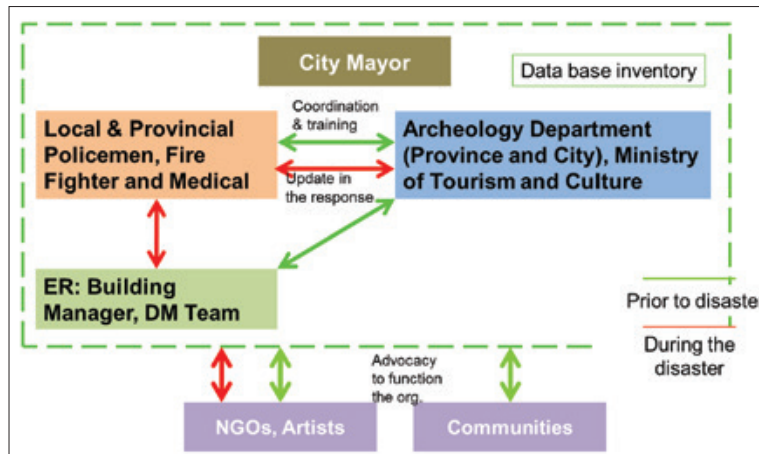 City Mayor
Data base inventory
Coordination
& training
Local & Provincial
Policemen, Fire
Fighter and Medical
Archeology Department
(Province and City), Ministry
of Tourism and Culture
Update in
the response
ER: Building
Manager, DM Team
Prior to disaste
During the
disaster
Advocacy
to function
the org.
NGOs, Artists
Communities